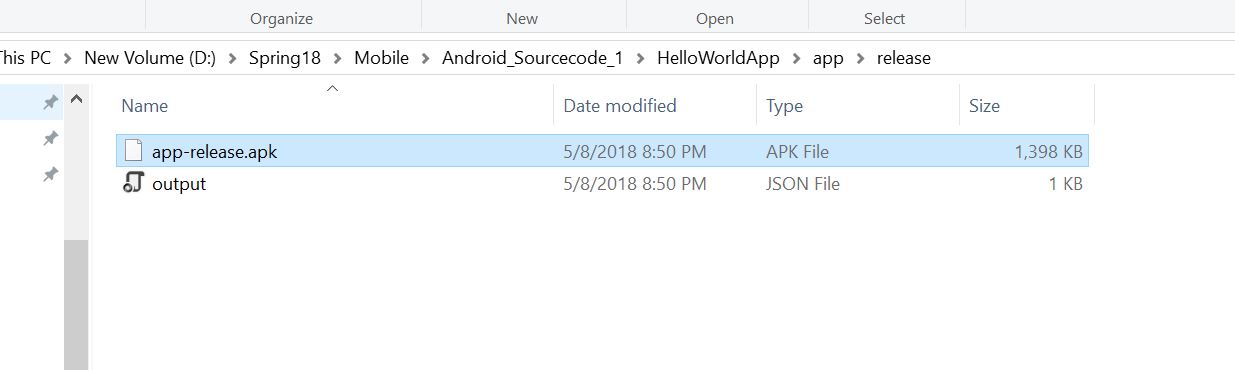 Organize New Open Select
This PC > New Volume (D:) > Spring18 > Mobile > Android_Sourcecode_1 > HelloWorldApp > app > release
Name Date modified Type Size
app-release.apk 5/8/2018 8:50 PM APK File 1,398 KB
output 5/8/2018 8:50 PM JSON File 1 KB